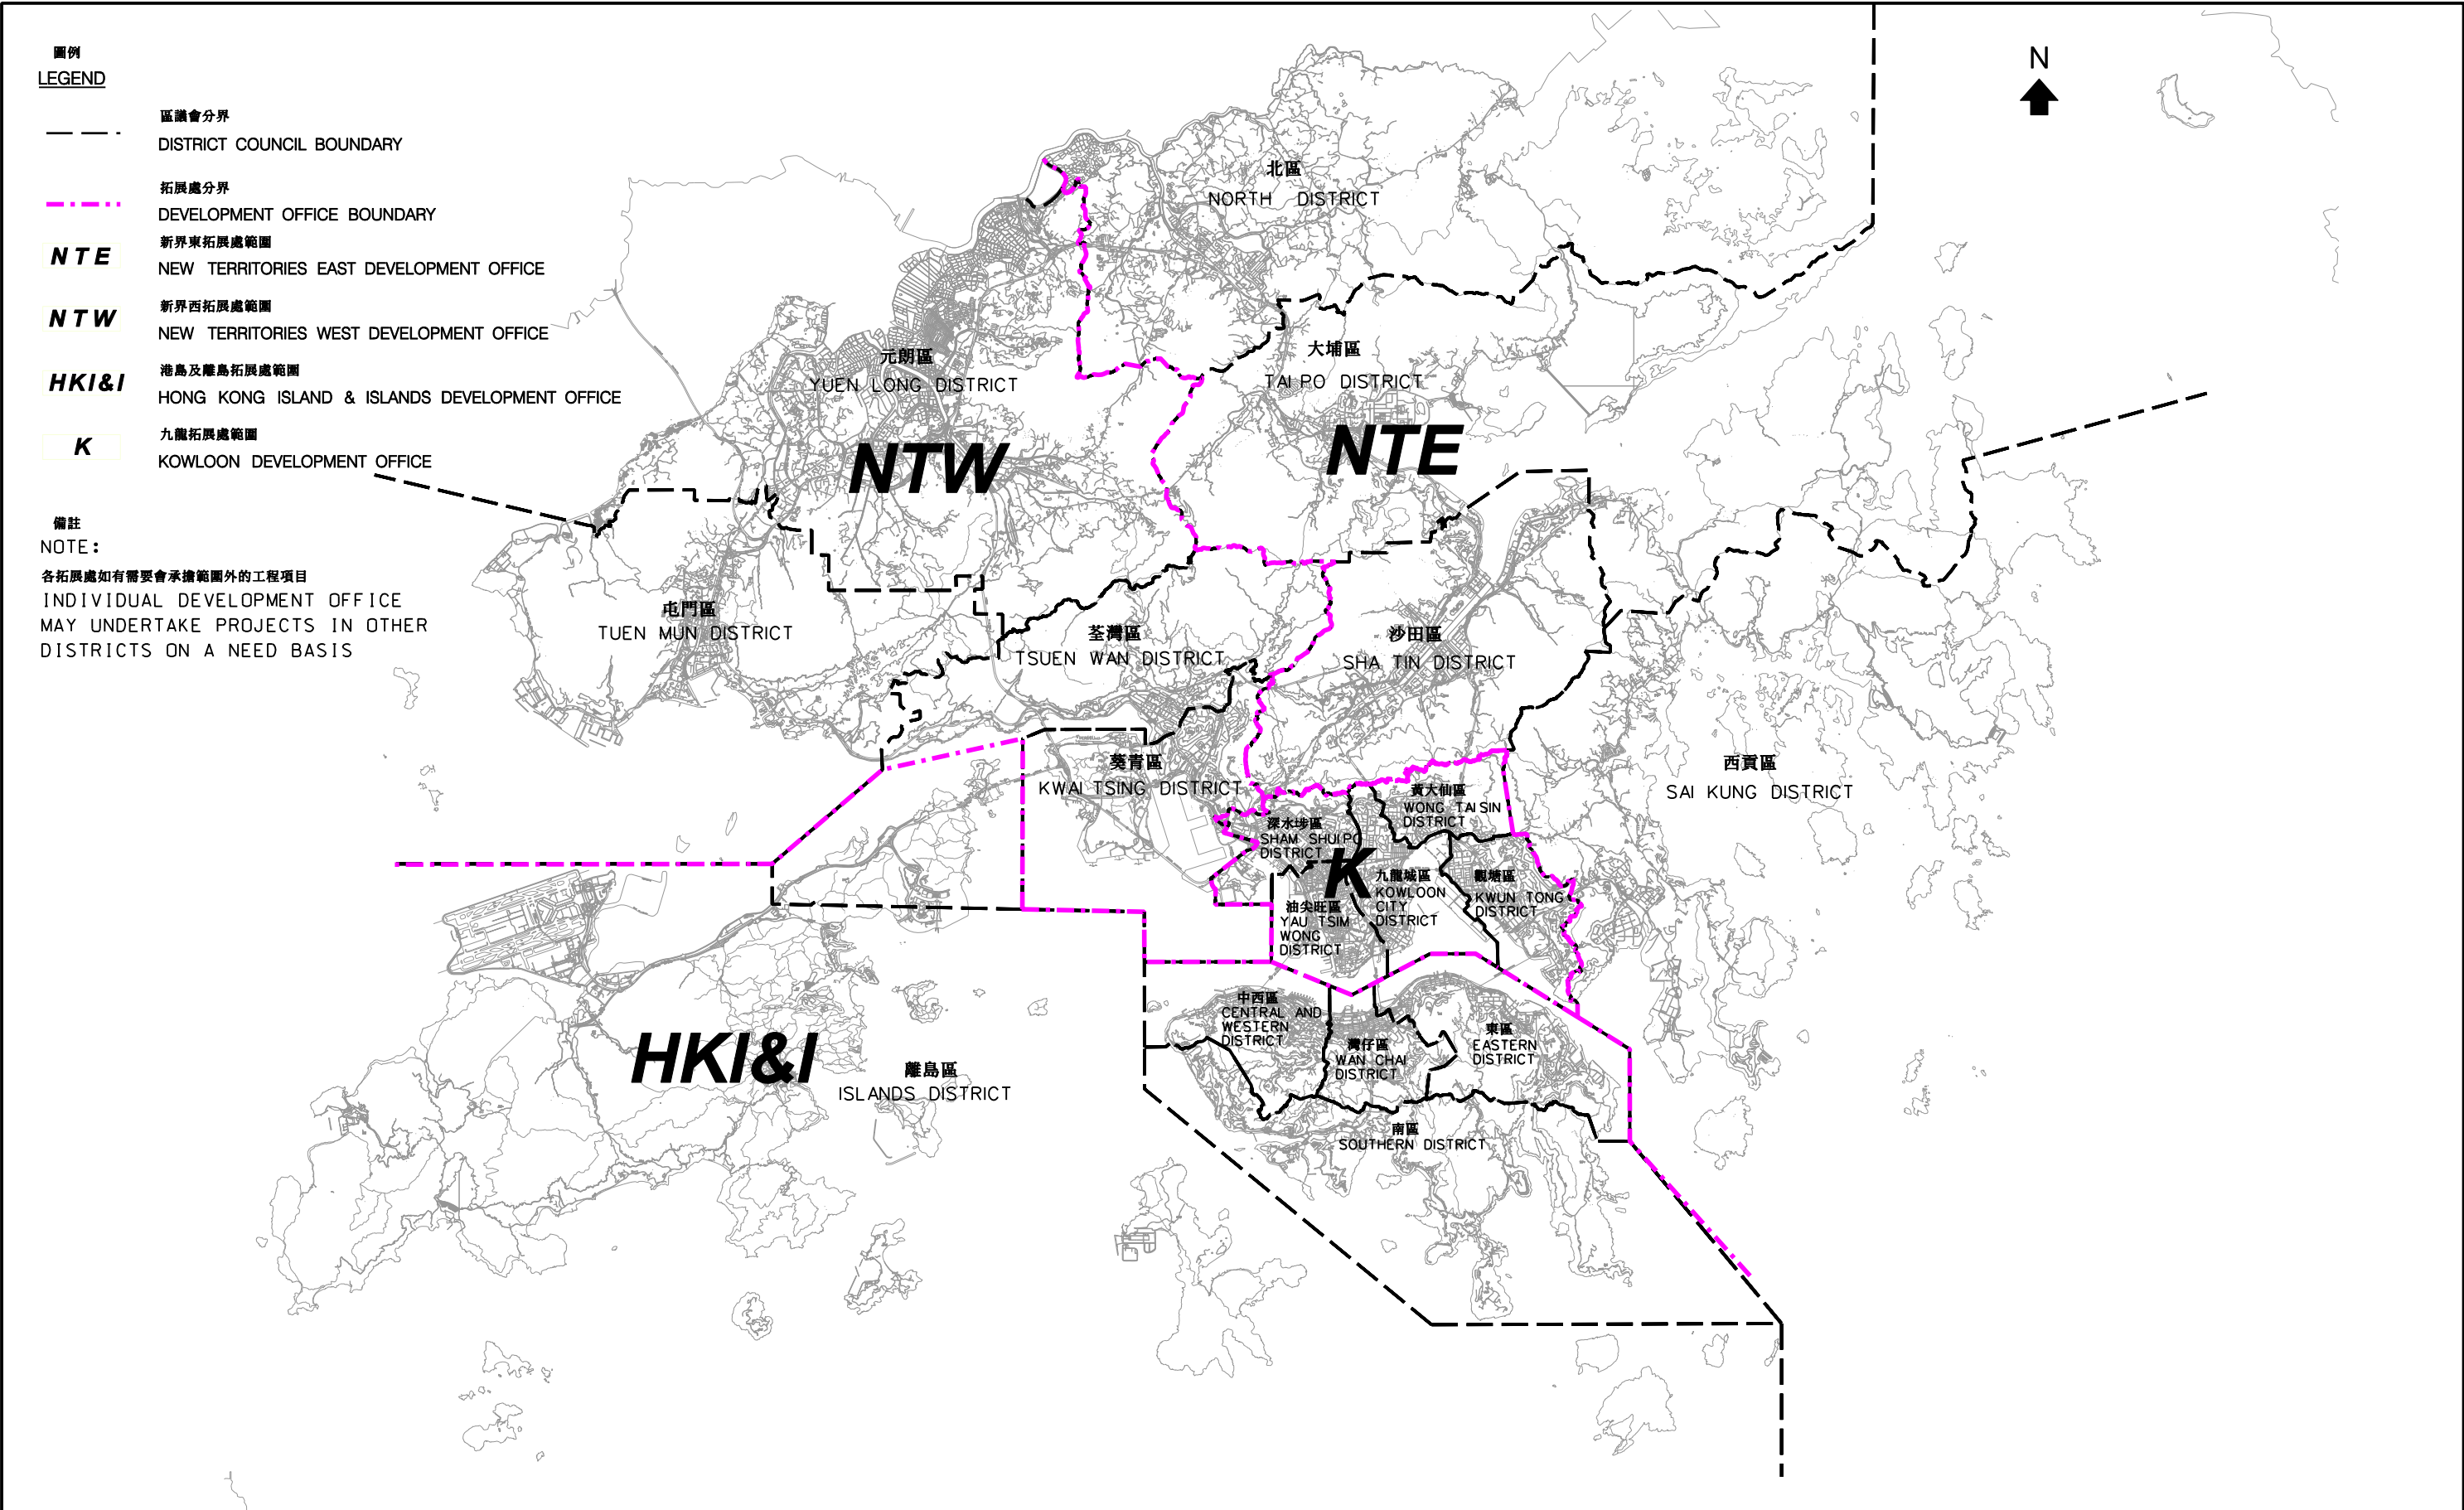 圖例
LEGEND
區議會分界
DISTRICT COUNCIL BOUNDARY
拓展處分界
DEVELOPMENT OFFICE BOUNDARY
NTE
新界東拓展處範圍
NEW TERRITORIES EAST DEVELOPMENT OFFICE
NTW
新界西拓展處範圍
NEW TERRITORIES WEST DEVELOPMENT OFFICE
HKI&I
港島及離島拓展處範圍
HONG KONG ISLAND & ISLANDS DEVELOPMENT OFFICE
K
九龍拓展處範圍
KOWLOON DEVELOPMENT OFFICE
備註
NOTE:
各拓展處如有需要會承擔範圍外的工程項目
INDIVIDUAL DEVELOPMENT OFFICE
MAY UNDERTAKE PROJECTS IN OTHER
DISTRICTS ON A NEED BASIS
N
北區
NORTH DISTRICT
元朗區
YUEN LONG DISTRICT
大埔區
TAI PO DISTRICT
NTW
NTE
屯門區
TUEN MUN DISTRICT
荃灣區
TSUEN WAN DISTRICT
沙田區
SHA TIN DISTRICT
葵青區
KWAI TSING DISTRICT
西貢區
SAI KUNG DISTRICT
黃大仙區
WONG TAI SIN
DISTRICT
深水埗區
SHAM SHUI PO
DISTRICT
K
九龍城區
KOWLOON
CITY
DISTRICT
觀塘區
KWUN TONG
DISTRICT
油尖旺區
YAU TSIM
WONG
DISTRICT
中西區
CENTRAL AND
WESTERN
DISTRICT
灣仔區
WAN CHAI
DISTRICT
東區
EASTERN
DISTRICT
南區
SOUTHERN DISTRICT
HKI&I
離島區
ISLANDS DISTRICT